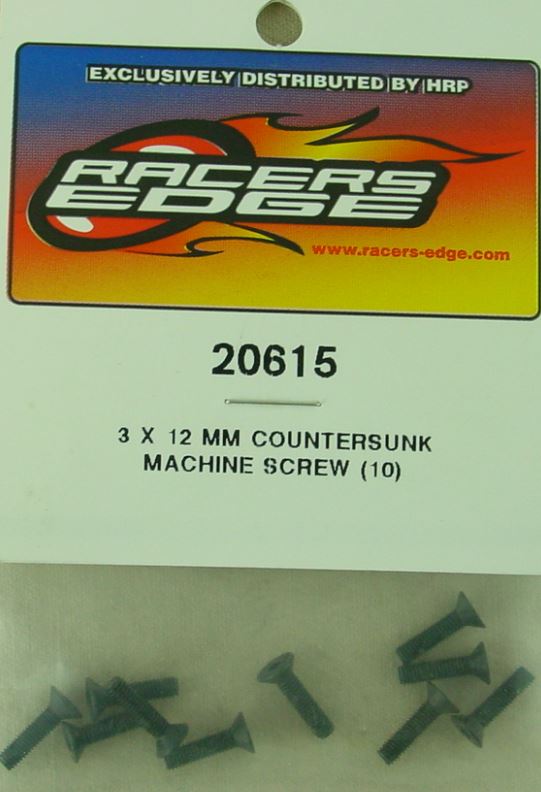 EXCLUSIVELY DISTRIBUTED BY HRP
RACERS
EDGE
www.racers-edge.com
20615
3 X 12 MM COUNTERSUNK
MACHINE SCREW (10)